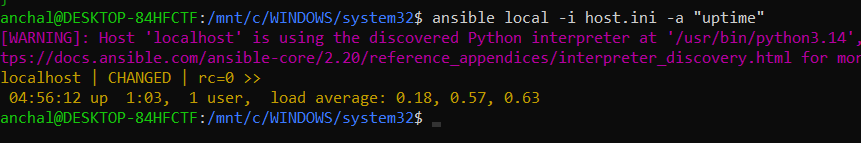 anchal@DESKTOP-84HFCTF:/mnt/c/WINDOWS/system32$ ansible local -i host.ini -a "uptime"
[WARNING]: Host 'localhost' is using the discovered Python interpreter at '/usr/bin/python3.14',
tps://docs.ansible.com/ansible-core/2.20/reference_appendices/interpreter_discovery.html for mor
localhost | CHANGED | rc=0 >>
 04:56:12 up  1:03,  1 user,  load average: 0.18, 0.57, 0.63
anchal@DESKTOP-84HFCTF:/mnt/c/WINDOWS/system32$